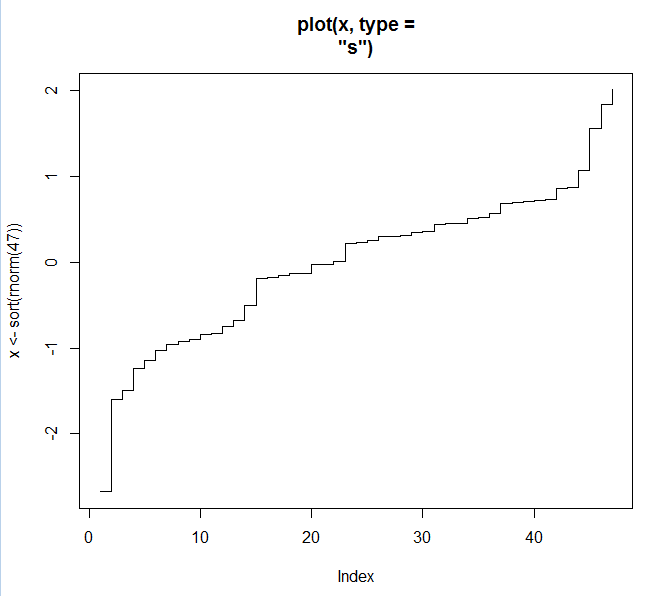 plot(x, type =
"s")
x <- sort(rnorm(47))
2
1
0
-1
-2
0
10
20
30
40
Index